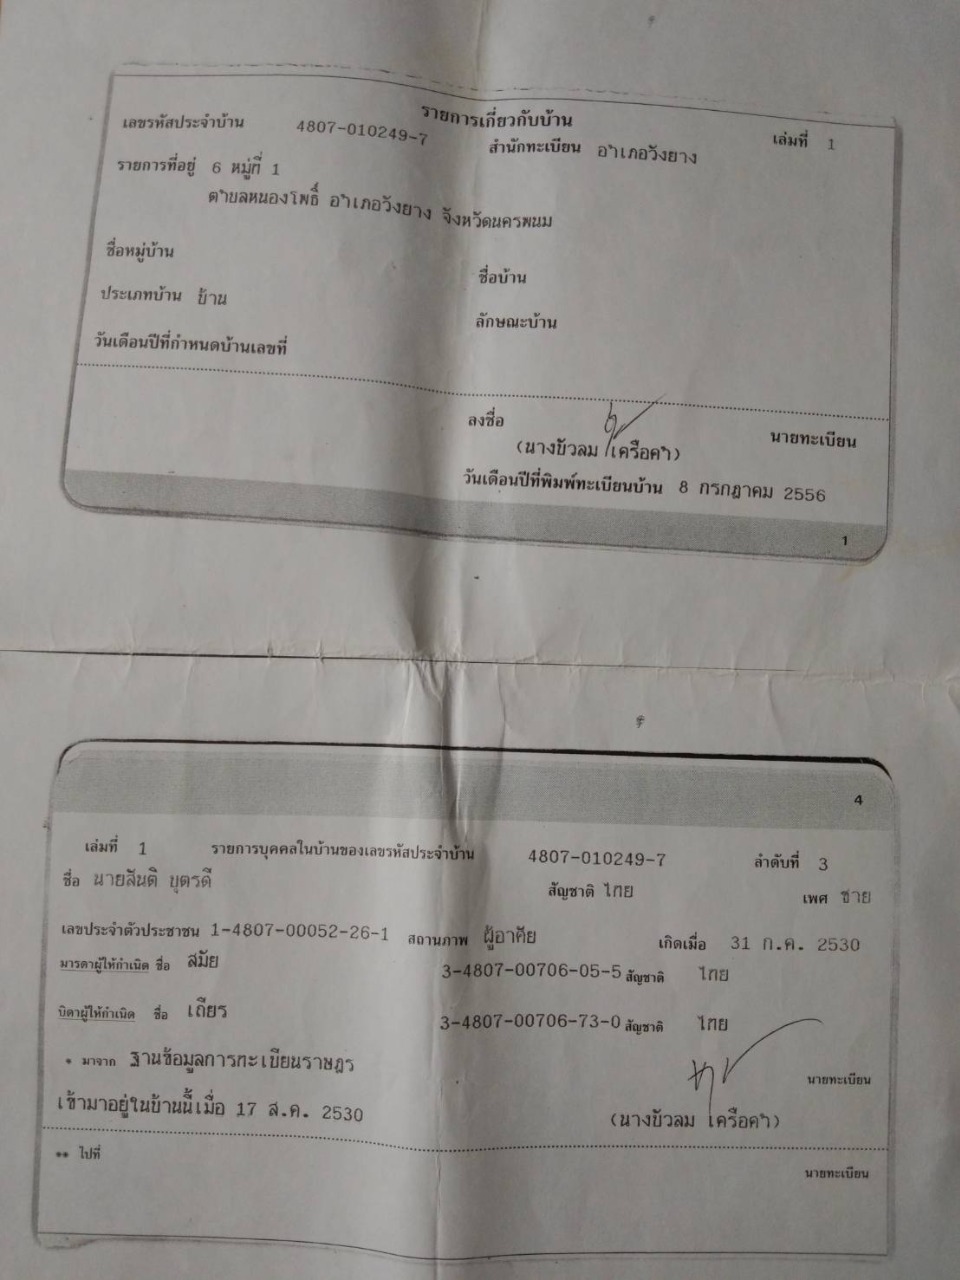 รายการเกี่ยวกับบ้าน
เล่มที่ 1
เลขรหัสประจำบ้าน 4807-010249-7 สำนักทะเบียน อำเภอวังยาง
รายการที่อยู่ 6 หมู่ที่ 1
ตำบลหนองโพธิ์ อำเภอวังยาง จังหวัดนครพนม
ชื่อหมู่บ้าน ชื่อบ้าน
ประเภทบ้าน บ้าน ลักษณะบ้าน
วันเดือนปีที่กำหนดบ้านเลขที่
ลงชื่อ นายทะเบียน
(นางบัวลม เครือคำ)
วันเดือนปีที่พิมพ์ทะเบียนบ้าน 8 กรกฎาคม 2556
1
4
เล่มที่ 1 รายการบุคคลในบ้านของเลขรหัสประจำบ้าน 4807-010249-7 ลำดับที่ 3
ชื่อ นายสันติ บุตรดี สัญชาติ ไทย เพศ ชาย
เลขประจำตัวประชาชน 1-4807-00052-26-1 สถานภาพ ผู้อาศัย เกิดเมื่อ 31 ก.ค. 2530
มารดาผู้ให้กำเนิด ชื่อ สมัย 3-4807-00706-05-5 สัญชาติ ไทย
บิดาผู้ให้กำเนิด ชื่อ เถียร 3-4807-00706-73-0 สัญชาติ ไทย
* มาจาก ฐานข้อมูลการทะเบียนราษฎร
นายทะเบียน
เข้ามาอยู่ในบ้านนี้เมื่อ 17 ส.ค. 2530 (นางบัวลม เครือคำ)
** ไปที่
นายทะเบียน